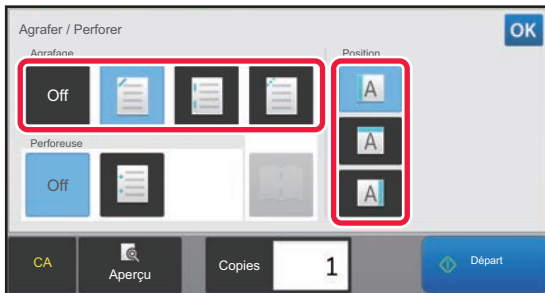 Agrafer / Perforer
OK
Agrafage
Position
Off
A
A
A
Perforeuse
Off
CA
Aperçu
Copies
1
Départ